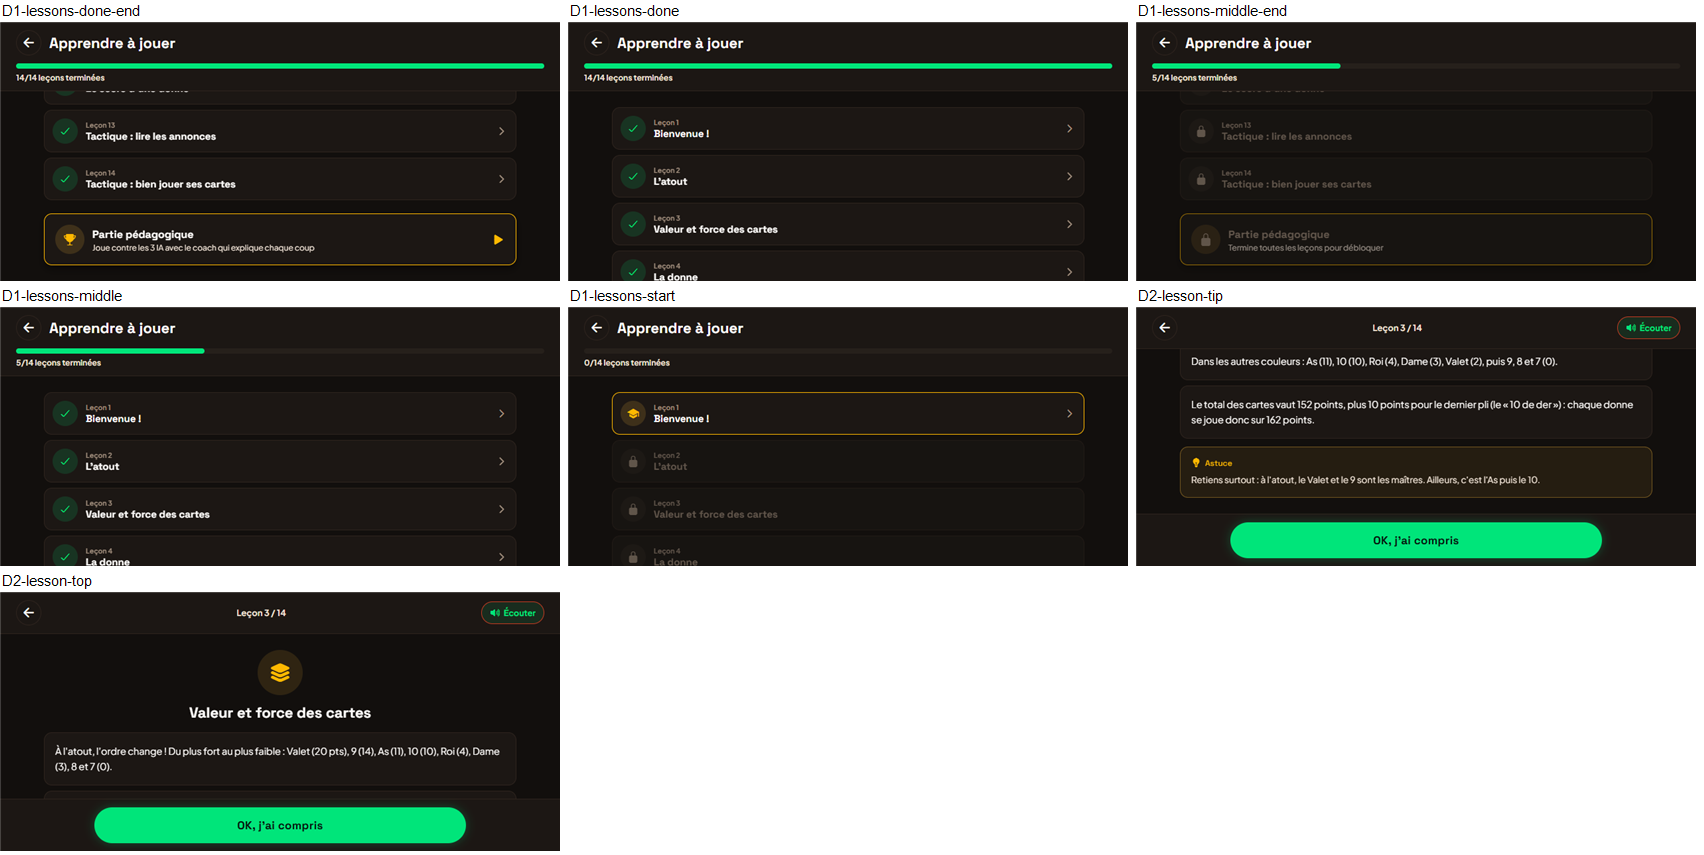 D1-lessons-done-end
Apprendre à jouer
14/14 leçons terminées
Leçon 13
Tactique : lire les annonces
Leçon 14
Tactique : bien jouer ses cartes
Partie pédagogique
Joue contre les 3 IA avec le coach qui explique chaque coup
D1-lessons-done
Apprendre à jouer
14/14 leçons terminées
Leçon 1
Bienvenue !
Leçon 2
L'atout
Leçon 3
Valeur et force des cartes
Leçon 4
La donne
D1-lessons-middle-end
Apprendre à jouer
5/14 leçons terminées
Leçon 13
Tactique : lire les annonces
Leçon 14
Tactique : bien jouer ses cartes
Partie pédagogique
Termine toutes les leçons pour débloquer
D1-lessons-middle
Apprendre à jouer
5/14 leçons terminées
Leçon 1
Bienvenue !
Leçon 2
L'atout
Leçon 3
Valeur et force des cartes
Leçon 4
La donne
D1-lessons-start
Apprendre à jouer
0/14 leçons terminées
Leçon 1
Bienvenue !
Leçon 2
L'atout
Leçon 3
Valeur et force des cartes
Leçon 4
La donne
D2-lesson-tip
Leçon 3 / 14
Écouter
Dans les autres couleurs : As (11), 10 (10), Roi (4), Dame (3), Valet (2), puis 9, 8 et 7 (0).
Le total des cartes vaut 152 points, plus 10 points pour le dernier pli (le « 10 de der ») : chaque donne
se joue donc sur 162 points.
Astuce
Retiens surtout : à l'atout, le Valet et le 9 sont les maîtres. Ailleurs, c'est l'As puis le 10.
OK, j'ai compris
D2-lesson-top
Leçon 3 / 14
Écouter
Valeur et force des cartes
À l'atout, l'ordre change ! Du plus fort au plus faible : Valet (20 pts), 9 (14), As (11), 10 (10), Roi (4), Dame
(3), 8 et 7 (0).
OK, j'ai compris